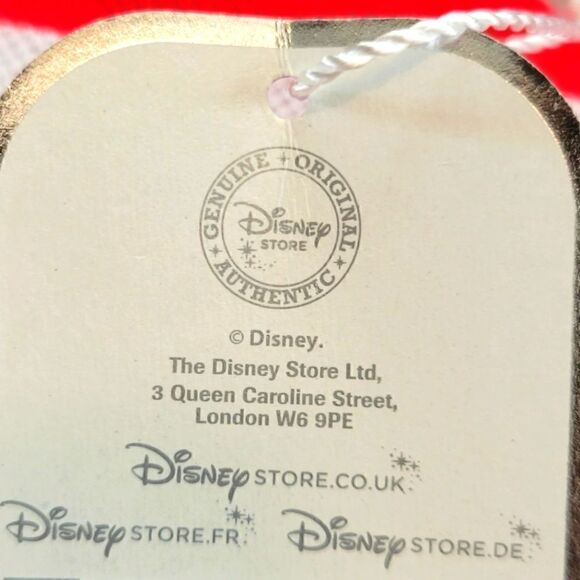 GENUINE ORIGINAL
Disney
STORE
AUTHENTIC
© Disney.
The Disney Store Ltd,
3 Queen Caroline Street,
London W6 9PE
Disney STORE.CO.UK
Disney STORE.FR
Disney STORE.DE